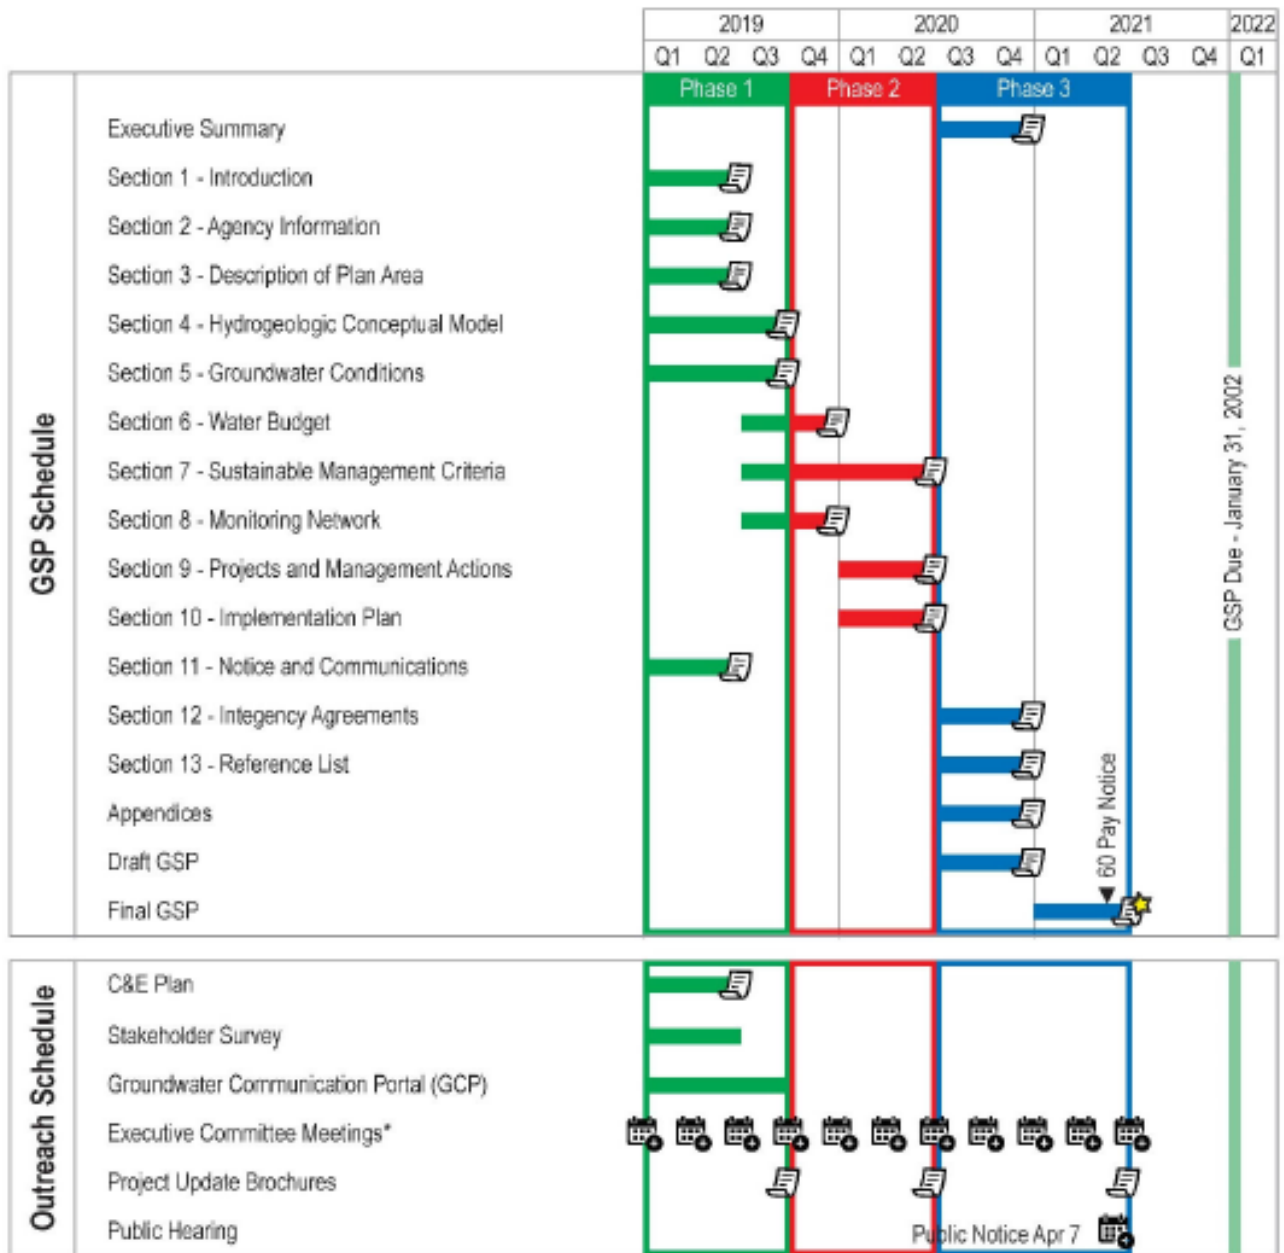 2019 2020 2021 2022
Q1 Q2 Q3 Q4 Q1 Q2 Q3 Q4 Q1 Q2 Q3 Q4 Q1
Phase 1 Phase 2 Phase 3
GSP Schedule
Executive Summary
Section 1 - Introduction
Section 2 - Agency Information
Section 3 - Description of Plan Area
Section 4 - Hydrogeologic Conceptual Model
Section 5 - Groundwater Conditions
Section 6 - Water Budget
Section 7 - Sustainable Management Criteria
Section 8 - Monitoring Network
Section 9 - Projects and Management Actions
Section 10 - Implementation Plan
Section 11 - Notice and Communications
Section 12 - Integency Agreements
Section 13 - Reference List
Appendices
Draft GSP
Final GSP
60 Pay Notice
GSP Due - January 31, 2002
Outreach Schedule
C&E Plan
Stakeholder Survey
Groundwater Communication Portal (GCP)
Executive Committee Meetings*
Project Update Brochures
Public Hearing
Public Notice Apr 7